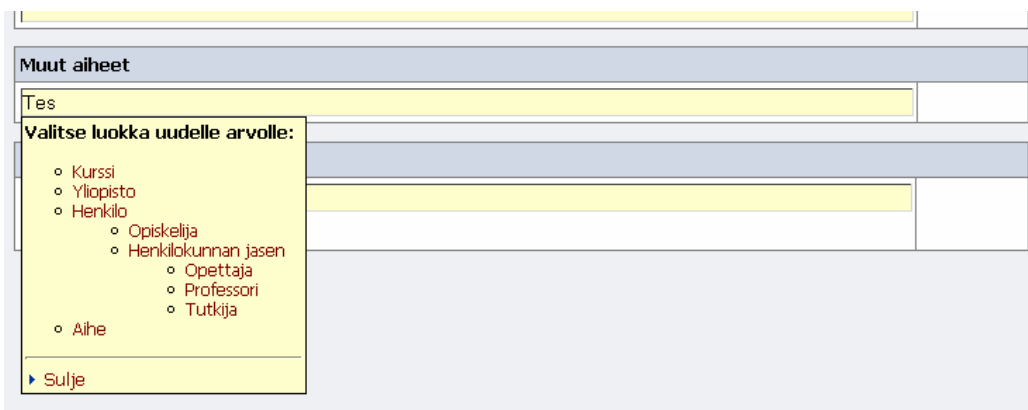 Muut aiheet
Tes
Valitse luokka uudelle arvolle:
Kurssi
Yliopisto
Henkilo
Opiskelija
Henkilokunnan jasen
Opettaja
Professori
Tutkija
Aihe
Sulje